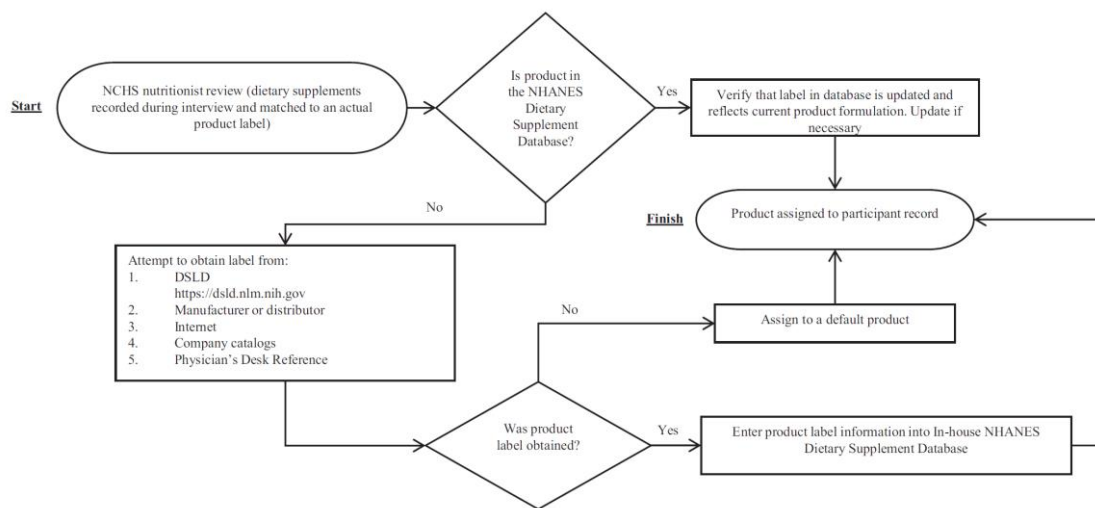 Start
NCHS nutritionist review (dietary supplements
recorded during interview and matched to an actual
product label)
Is product in
the NHANES
Dietary
Supplement
Database?
Yes
Verify that label in database is updated and
reflects current product formulation. Update if
necessary
No
Finish
Product assigned to participant record
Attempt to obtain label from:
1. DSLD
https://dsld.nlm.nih.gov
2. Manufacturer or distributor
3. Internet
4. Company catalogs
5. Physician's Desk Reference
No
Assign to a default product
Was product
label obtained?
Yes
Enter product label information into In-house NHANES
Dietary Supplement Database